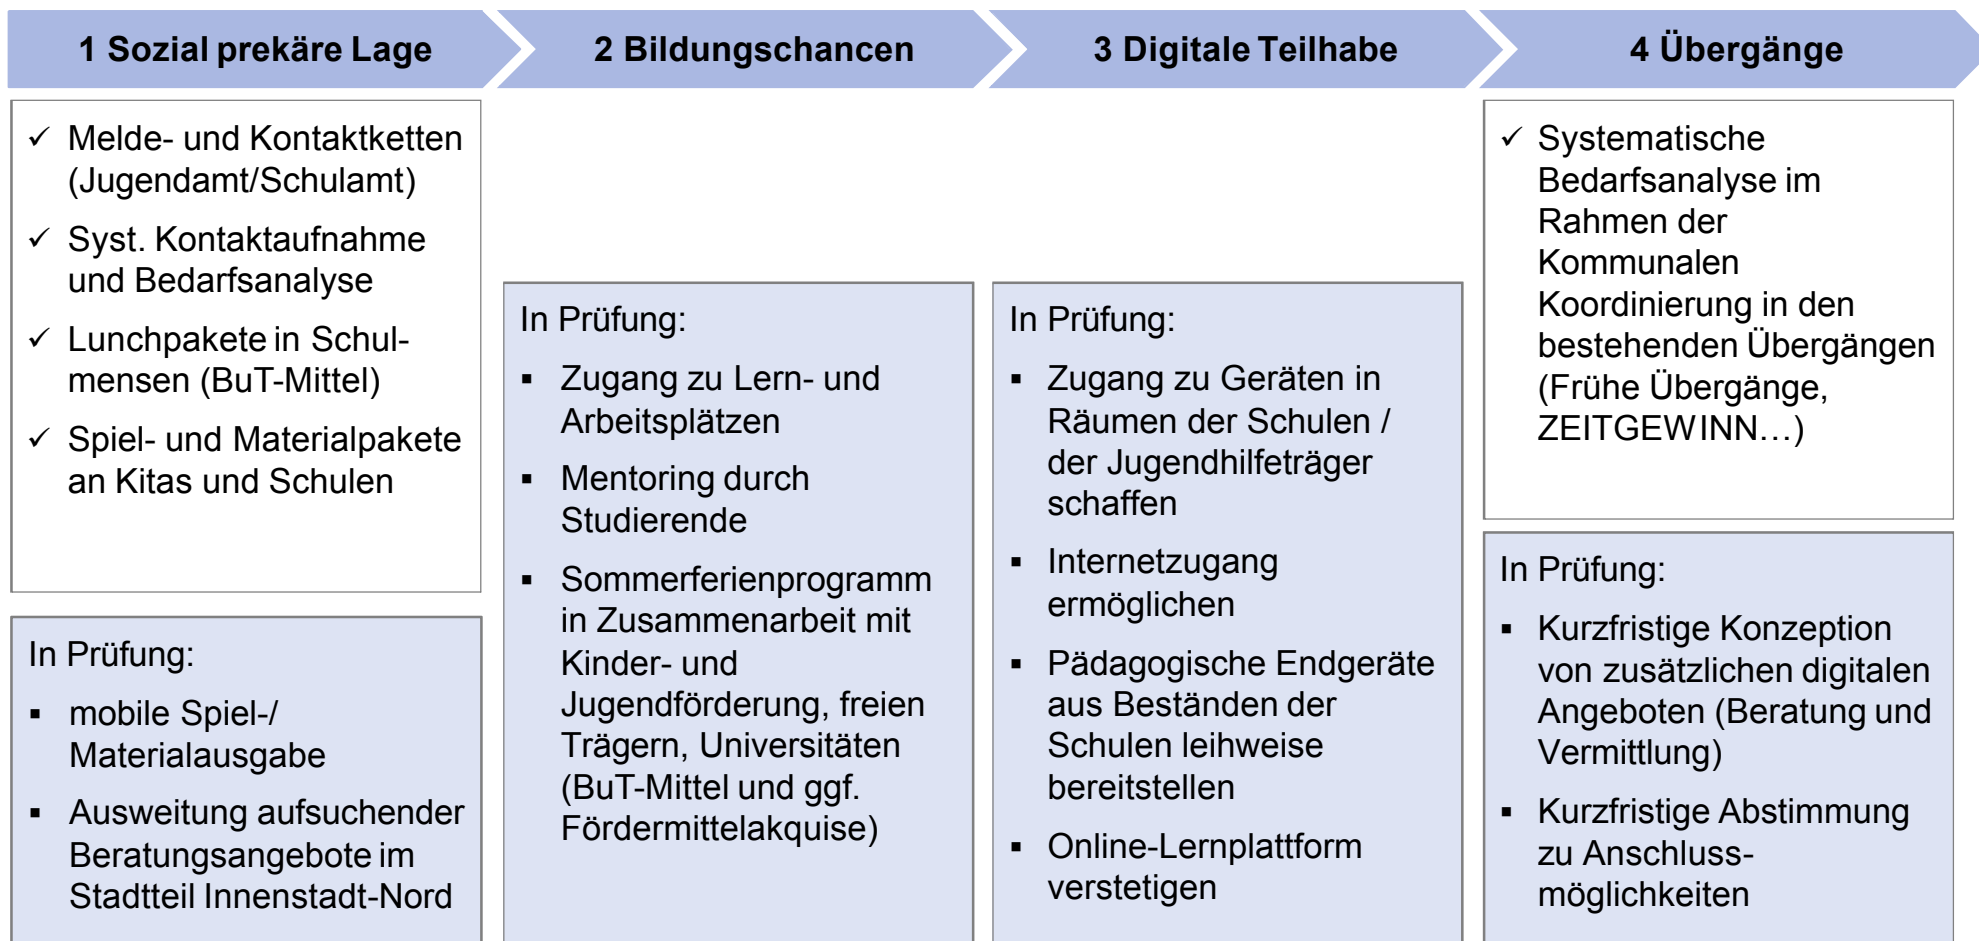 1 Sozial prekäre Lage
2 Bildungschancen
3 Digitale Teilhabe
4 Übergänge
✓ Melde- und Kontaktketten
(Jugendamt/Schulamt)
✓ Syst. Kontaktaufnahme
und Bedarfsanalyse
✓ Lunchpakete in Schul-
mensen (BuT-Mittel)
✓ Spiel- und Materialpakete
an Kitas und Schulen
In Prüfung:
▪ mobile Spiel-/
Materialausgabe
▪ Ausweitung aufsuchender
Beratungsangebote im
Stadtteil Innenstadt-Nord
In Prüfung:
▪ Zugang zu Lern- und
Arbeitsplätzen
▪ Mentoring durch
Studierende
▪ Sommerferienprogramm
in Zusammenarbeit mit
Kinder- und
Jugendförderung, freien
Trägern, Universitäten
(BuT-Mittel und ggf.
Fördermittelakquise)
In Prüfung:
▪ Zugang zu Geräten in
Räumen der Schulen /
der Jugendhilfeträger
schaffen
▪ Internetzugang
ermöglichen
▪ Pädagogische Endgeräte
aus Beständen der
Schulen leihweise
bereitstellen
▪ Online-Lernplattform
verstetigen
✓ Systematische
Bedarfsanalyse im
Rahmen der
Kommunalen
Koordinierung in den
bestehenden Übergängen
(Frühe Übergänge,
ZEITGEWINN…)
In Prüfung:
▪ Kurzfristige Konzeption
von zusätzlichen digitalen
Angeboten (Beratung und
Vermittlung)
▪ Kurzfristige Abstimmung
zu Anschluss-
möglichkeiten